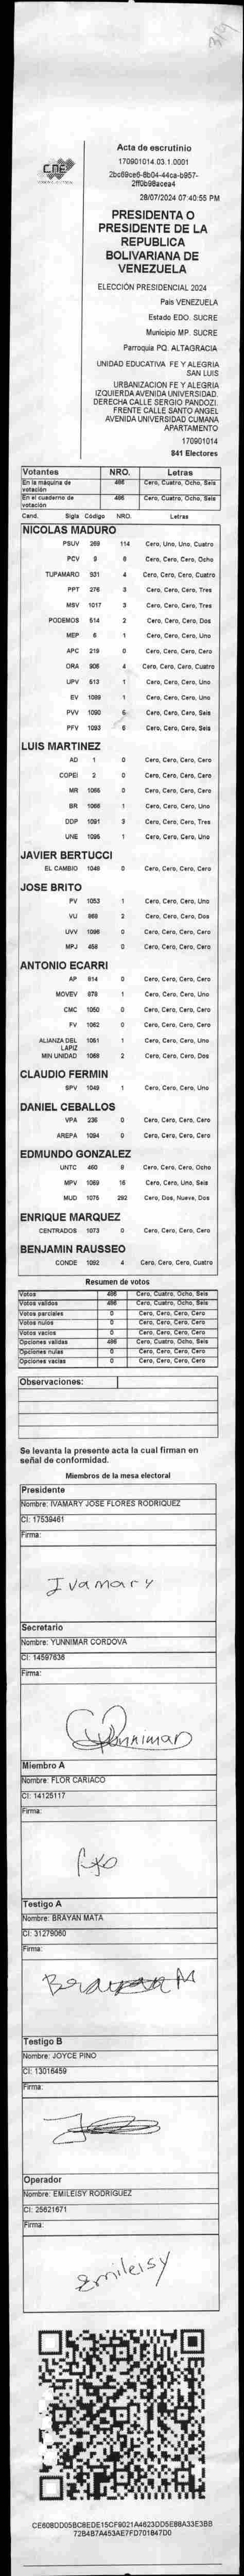 3/9
CNE
Acta de escrutinio
170901014.03.1.0001
2bc69ce6-8b04-44ca-b957-
2ff0b98acea4
28/07/2024 07:40:55 PM
PRESIDENTA O
PRESIDENTE DE LA
REPUBLICA
BOLIVARIANA DE
VENEZUELA
ELECCIÓN PRESIDENCIAL 2024
Pais VENEZUELA
Estado EDO. SUCRE
Municipio MP. SUCRE
Parroquia PQ. ALTAGRACIA
UNIDAD EDUCATIVA FE Y ALEGRIA
SAN LUIS
URBANIZACION FE Y ALEGRIA
IZQUIERDA AVENIDA UNIVERSIDAD.
DERECHA CALLE SERGIO PANDOZI.
FRENTE CALLE SANTO ANGEL
AVENIDA UNIVERSIDAD CUMANA
APARTAMENTO
170901014
841 Electores
Votantes NRO. Letras
En la máquina de votación 486 Cero, Cuatro, Ocho, Seis
En el cuaderno de votación 486 Cero, Cuatro, Ocho, Seis
Cand. Sigla Código NRO. Letras
NICOLAS MADURO
PSUV 269 114 Cero, Uno, Uno, Cuatro
PCV 9 8 Cero, Cero, Cero, Ocho
TUPAMARO 931 4 Cero, Cero, Cero, Cuatro
PPT 276 3 Cero, Cero, Cero, Tres
MSV 1017 3 Cero, Cero, Cero, Tres
PODEMOS 514 2 Cero, Cero, Cero, Dos
MEP 6 1 Cero, Cero, Cero, Uno
APC 219 0 Cero, Cero, Cero, Cero
ORA 906 4 Cero, Cero, Cero, Cuatro
UPV 613 1 Cero, Cero, Cero, Uno
EV 1089 1 Cero, Cero, Cero, Uno
PVV 1090 6 Cero, Cero, Cero, Seis
PFV 1093 6 Cero, Cero, Cero, Seis
LUIS MARTINEZ
AD 1 0 Cero, Cero, Cero, Cero
COPEI 2 0 Cero, Cero, Cero, Cero
MR 1065 0 Cero, Cero, Cero, Cero
BR 1066 1 Cero, Cero, Cero, Uno
DDP 1091 3 Cero, Cero, Cero, Tres
UNE 1095 1 Cero, Cero, Cero, Uno
JAVIER BERTUCCI
EL CAMBIO 1048 0 Cero, Cero, Cero, Cero
JOSE BRITO
PV 1053 1 Cero, Cero, Cero, Uno
VU 868 2 Cero, Cero, Cero, Dos
UVV 1096 0 Cero, Cero, Cero, Cero
MPJ 458 0 Cero, Cero, Cero, Cero
ANTONIO ECARRI
AP 814 0 Cero, Cero, Cero, Cero
MOVEV 878 1 Cero, Cero, Cero, Uno
CMC 1050 0 Cero, Cero, Cero, Cero
FV 1062 0 Cero, Cero, Cero, Cero
ALIANZA DEL LAPIZ 1061 1 Cero, Cero, Cero, Uno
MIN UNIDAD 1068 2 Cero, Cero, Cero, Dos
CLAUDIO FERMIN
SPV 1049 1 Cero, Cero, Cero, Uno
DANIEL CEBALLOS
VPA 236 0 Cero, Cero, Cero, Cero
AREPA 1094 0 Cero, Cero, Cero, Cero
EDMUNDO GONZALEZ
UNTC 460 8 Cero, Cero, Cero, Ocho
MPV 1069 16 Cero, Cero, Uno, Seis
MUD 1075 292 Cero, Dos, Nueve, Dos
ENRIQUE MARQUEZ
CENTRADOS 1073 0 Cero, Cero, Cero, Cero
BENJAMIN RAUSSEO
CONDE 1092 4 Cero, Cero, Cero, Cuatro
Resumen de votos
Votos 486 Cero, Cuatro, Ocho, Seis
Votos validos 486 Cero, Cuatro, Ocho, Seis
Votos parciales 0 Cero, Cero, Cero, Cero
Votos nulos 0 Cero, Cero, Cero, Cero
Votos vacios 0 Cero, Cero, Cero, Cero
Opciones validas 486 Cero, Cuatro, Ocho, Seis
Opciones nulas 0 Cero, Cero, Cero, Cero
Opciones vacias 0 Cero, Cero, Cero, Cero
Observaciones:
Se levanta la presente acta la cual firman en
señal de conformidad.
Miembros de la mesa electoral
Presidente
Nombre: IVAMARY JOSE FLORES RODRIQUEZ
CI: 17539461
Firma:
Ivamary
Secretario
Nombre: YUNNIMAR CORDOVA
CI: 14597636
Firma:
Yunnimar
Miembro A
Nombre: FLOR CARIACO
CI: 14125117
Firma:
Testigo A
Nombre: BRAYAN MATA
CI: 31279060
Firma:
Brayan M
Testigo B
Nombre: JOYCE PINO
CI: 13016459
Firma:
Operador
Nombre: EMILEISY RODRIGUEZ
CI: 25621671
Firma:
Emileisy
CE608DD05BC8EDE15CF9021A4623DD5E88A33E3BB
72B4B7A453AE7FD701847D0